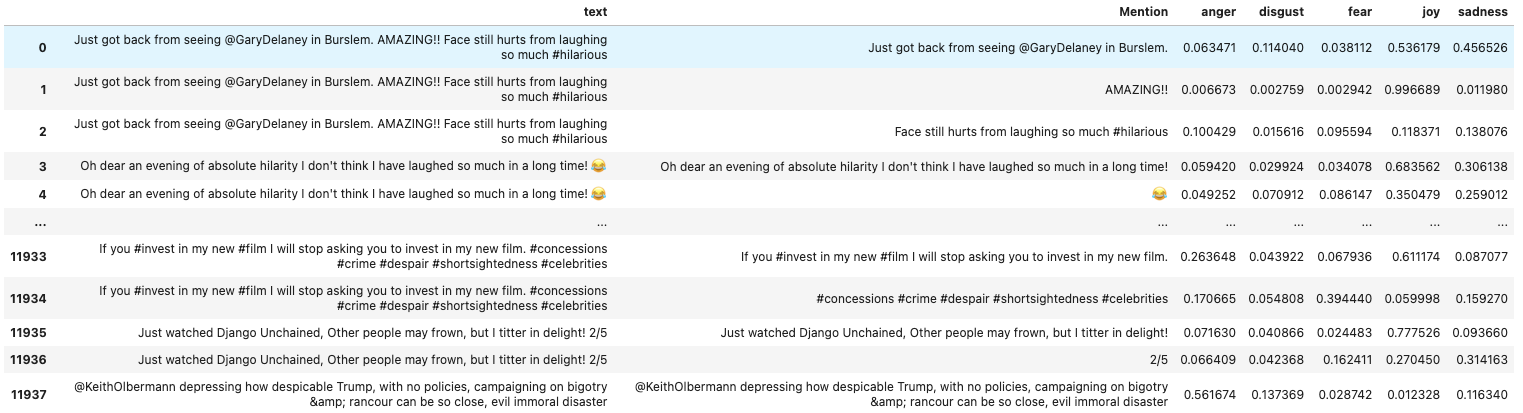 text Mention anger disgust fear joy sadness
0 Just got back from seeing @GaryDelaney in Burslem. AMAZING!! Face still hurts from laughing so much #hilarious Just got back from seeing @GaryDelaney in Burslem. 0.063471 0.114040 0.038112 0.536179 0.456526
1 Just got back from seeing @GaryDelaney in Burslem. AMAZING!! Face still hurts from laughing so much #hilarious AMAZING!! 0.006673 0.002759 0.002942 0.996689 0.011980
2 Just got back from seeing @GaryDelaney in Burslem. AMAZING!! Face still hurts from laughing so much #hilarious Face still hurts from laughing so much #hilarious 0.100429 0.015616 0.095594 0.118371 0.138076
3 Oh dear an evening of absolute hilarity I don't think I have laughed so much in a long time! 😂 Oh dear an evening of absolute hilarity I don't think I have laughed so much in a long time! 0.059420 0.029924 0.034078 0.683562 0.306138
4 Oh dear an evening of absolute hilarity I don't think I have laughed so much in a long time! 😂 😂 0.049252 0.070912 0.086147 0.350479 0.259012
... ... ... ... ... ... ... ...
11933 If you #invest in my new #film I will stop asking you to invest in my new film. #concessions #crime #despair #shortsightedness #celebrities If you #invest in my new #film I will stop asking you to invest in my new film. 0.263648 0.043922 0.067936 0.611174 0.087077
11934 If you #invest in my new #film I will stop asking you to invest in my new film. #concessions #crime #despair #shortsightedness #celebrities #concessions #crime #despair #shortsightedness #celebrities 0.170665 0.054808 0.394440 0.059998 0.159270
11935 Just watched Django Unchained, Other people may frown, but I titter in delight! 2/5 Just watched Django Unchained, Other people may frown, but I titter in delight! 0.071630 0.040866 0.024483 0.777526 0.093660
11936 Just watched Django Unchained, Other people may frown, but I titter in delight! 2/5 2/5 0.066409 0.042368 0.162411 0.270450 0.314163
11937 @KeithOlbermann depressing how despicable Trump, with no policies, campaigning on bigotry &amp; rancour can be so close, evil immoral disaster @KeithOlbermann depressing how despicable Trump, with no policies, campaigning on bigotry &amp; rancour can be so close, evil immoral disaster 0.561674 0.137369 0.028742 0.012328 0.116340